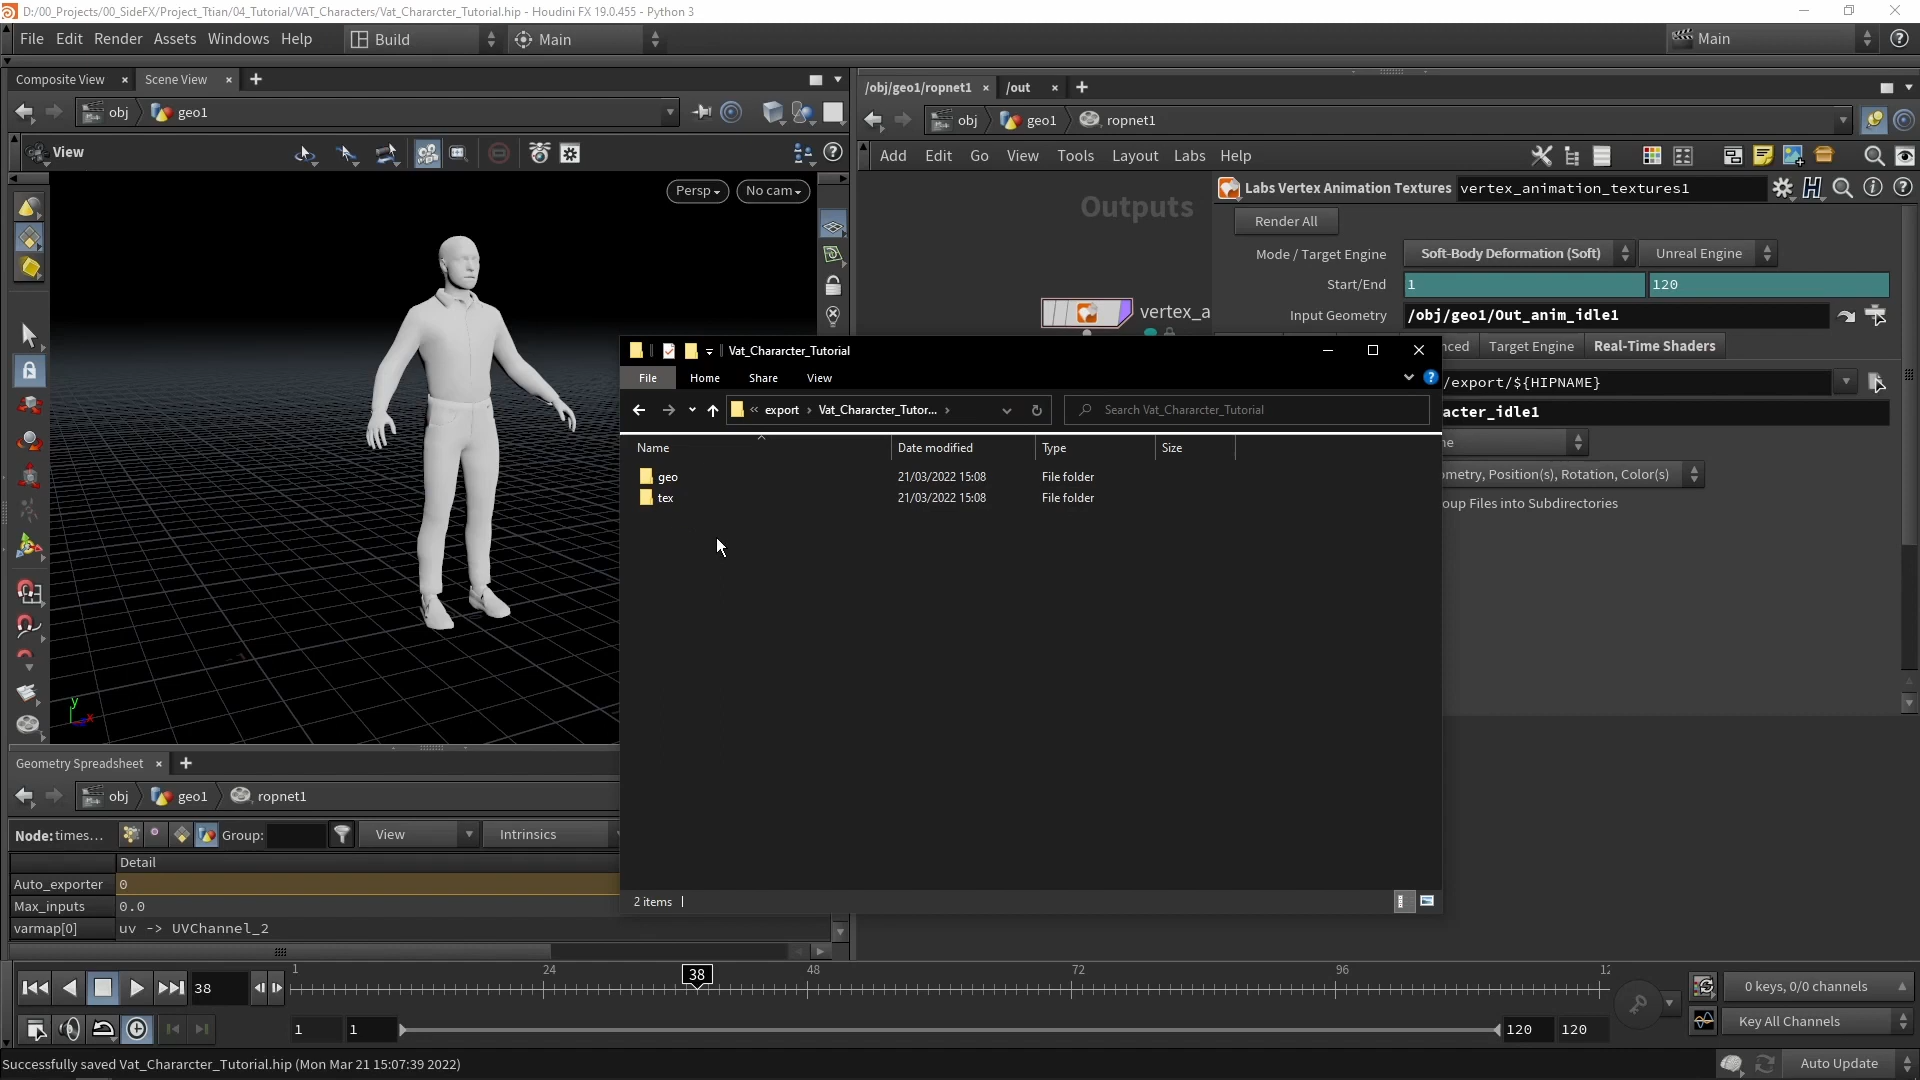 D:/00_Projects/00_SideFX/Project_Ttian/04_Tutorial/VAT_Characters/Vat_Chararcter_Tutorial.hip - Houdini FX 19.0.455 - Python 3
File Edit Render Assets Windows Help Build Main Main
Composite View Scene View
obj geo1
View
Persp No cam
/obj/geo1/ropnet1 /out
obj geo1 ropnet1
Add Edit Go View Tools Layout Labs Help
Outputs
vertex_a
Labs Vertex Animation Textures vertex_animation_textures1
Render All
Mode / Target Engine Soft-Body Deformation (Soft) Unreal Engine
Start/End 1 120
Input Geometry /obj/geo1/Out_anim_idle1
nced Target Engine Real-Time Shaders
/export/${HIPNAME}
acter_idle1
ne
ometry, Position(s), Rotation, Color(s)
oup Files into Subdirectories
Vat_Chararcter_Tutorial
File Home Share View
« export › Vat_Chararcter_Tutor... ›
Search Vat_Chararcter_Tutorial
Name Date modified Type Size
geo 21/03/2022 15:08 File folder
tex 21/03/2022 15:08 File folder
2 items
y
x
Geometry Spreadsheet
obj geo1 ropnet1
Node: times... Group: View Intrinsics
Detail
Auto_exporter 0
Max_inputs 0.0
varmap[0] uv -> UVChannel_2
38
1 24 38 48 72 96 12
1 1 120 120
0 keys, 0/0 channels
Key All Channels
Successfully saved Vat_Chararcter_Tutorial.hip (Mon Mar 21 15:07:39 2022)
Auto Update